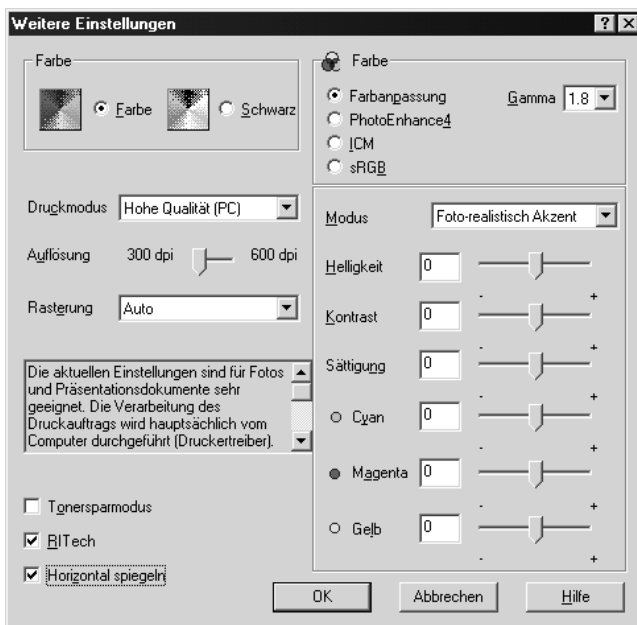 Weitere Einstellungen
Farbe
Farbe
Schwarz
Druckmodus
Hohe Qualität (PC)
Auflösung
300 dpi
600 dpi
Rasterung
Auto
Die aktuellen Einstellungen sind für Fotos
und Präsentationsdokumente sehr
geeignet. Die Verarbeitung des
Druckauftrags wird hauptsächlich vom
Computer durchgeführt (Druckertreiber).
Tonersparmodus
RITech
Horizontal spiegeln
Farbe
Farbanpassung
Gamma
1.8
PhotoEnhance4
ICM
sRGB
Modus
Foto-realistisch Akzent
Helligkeit
0
- +
Kontrast
0
- +
Sättigung
0
- +
Cyan
0
- +
Magenta
0
- +
Gelb
0
- +
OK
Abbrechen
Hilfe